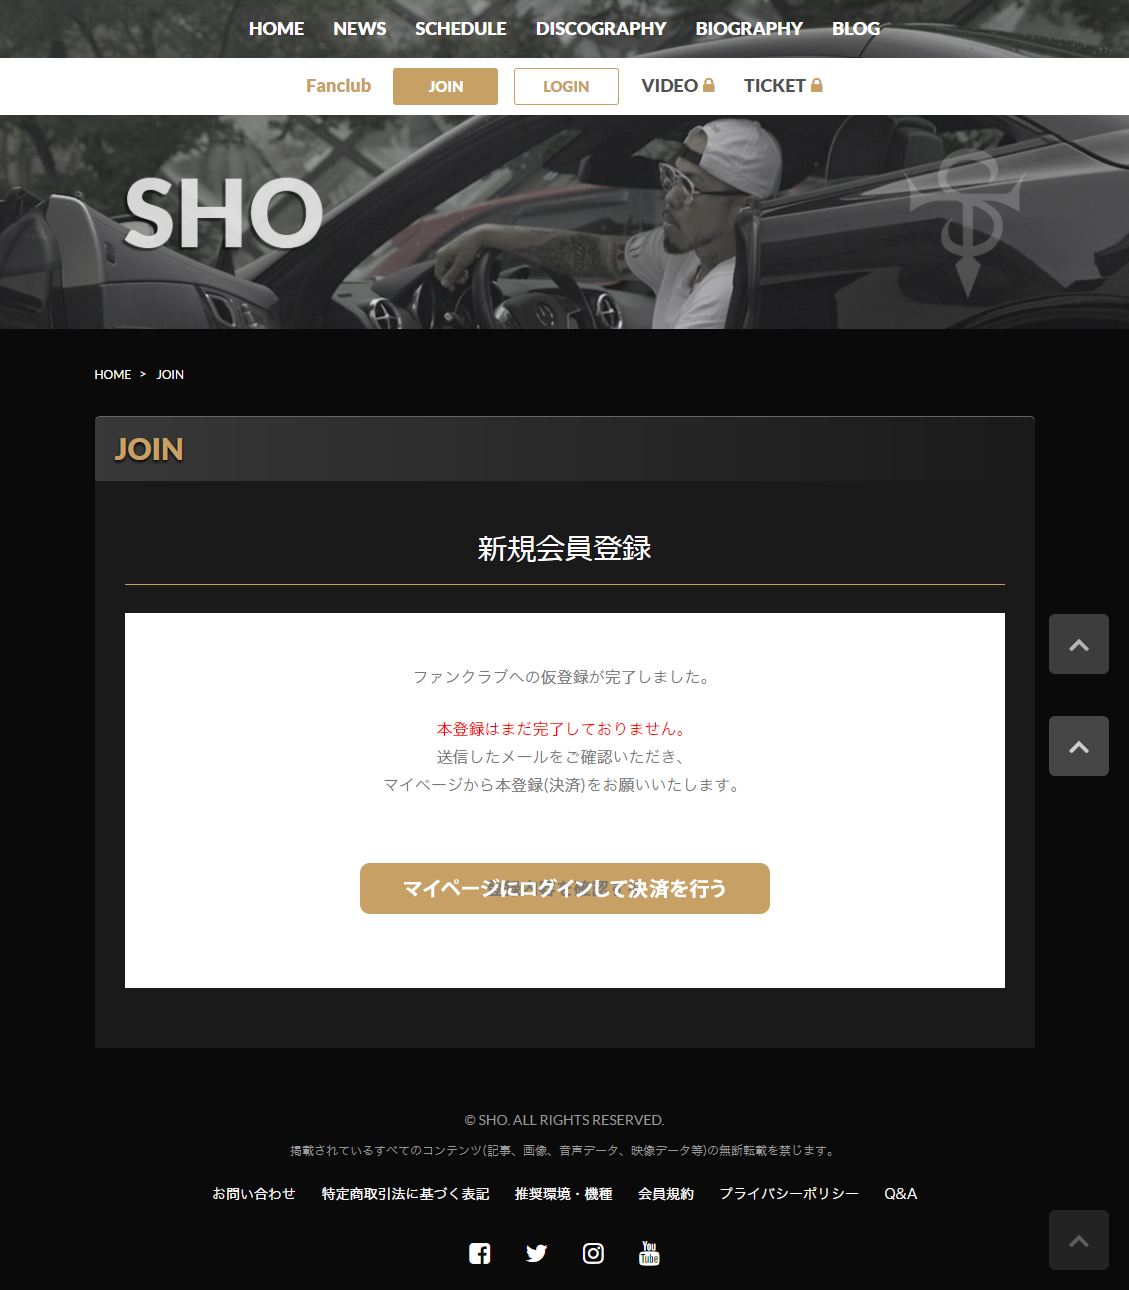 HOME NEWS SCHEDULE DISCOGRAPHY BIOGRAPHY BLOG
Fanclub JOIN LOGIN VIDEO TICKET
SHO
HOME > JOIN
JOIN
新規会員登録
ファンクラブへの仮登録が完了しました。
本登録はまだ完了しておりません。
送信したメールをご確認いただき、
マイページから本登録(決済)をお願いいたします。
マイページにログインして決済を行う
© SHO. ALL RIGHTS RESERVED.
掲載されているすべてのコンテンツ(記事、画像、音声データ、映像データ等)の無断転載を禁じます。
お問い合わせ 特定商取引法に基づく表記 推奨環境・機種 会員規約 プライバシーポリシー Q&A
You Tube